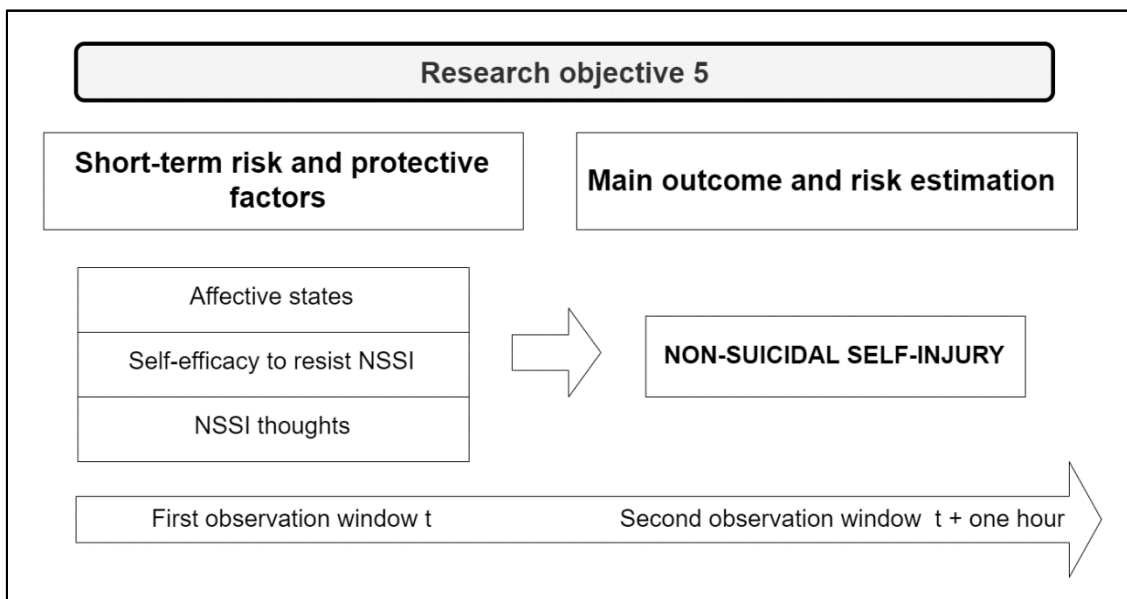 Research objective 5
Short-term risk and protective
factors
Main outcome and risk estimation
Affective states
Self-efficacy to resist NSSI
NSSI thoughts
NON-SUICIDAL SELF-INJURY
First observation window t
Second observation window t + one hour